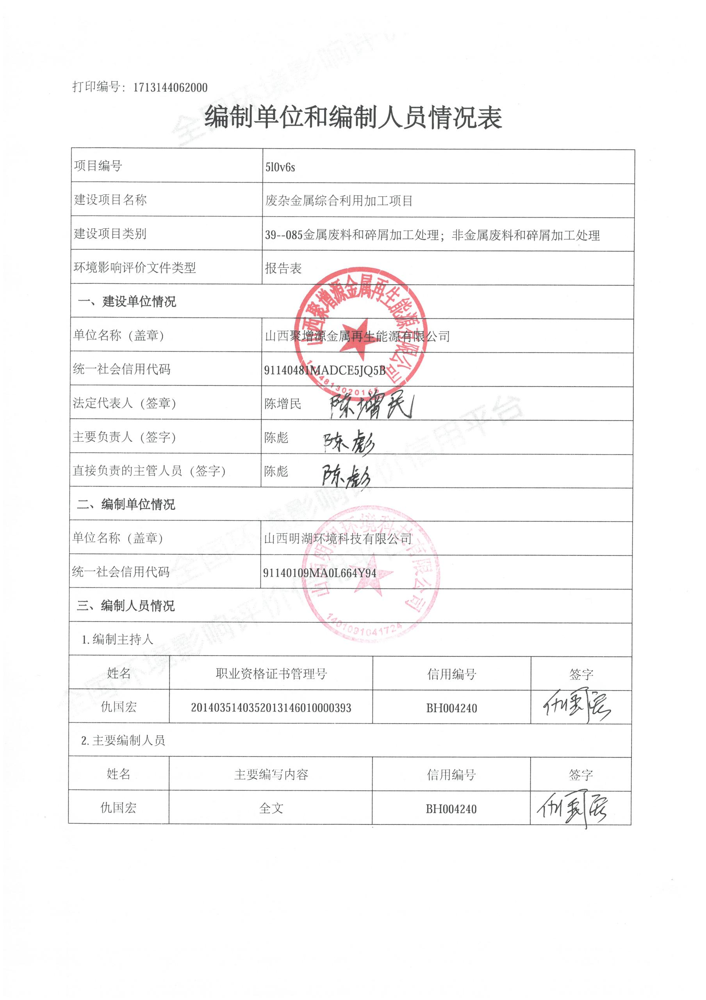 打印编号：1713144062000
编制单位和编制人员情况表
项目编号 5l0v6s
建设项目名称 废杂金属综合利用加工项目
建设项目类别 39--085金属废料和碎屑加工处理；非金属废料和碎屑加工处理
环境影响评价文件类型 报告表
一、建设单位情况
单位名称（盖章） 山西聚增源金属再生能源有限公司
山西聚增源金属再生能源有限公司
统一社会信用代码 91140481MADCE5JQ5B
1404813020165
法定代表人（签章） 陈增民 陈增民
主要负责人（签字） 陈彪 陈彪
直接负责的主管人员（签字） 陈彪 陈彪
二、编制单位情况
单位名称（盖章） 山西明湖环境科技有限公司
山西明湖环境科技有限公司
统一社会信用代码 91140109MA0L664Y94
三、编制人员情况
1401091041724
1.编制主持人
姓名 职业资格证书管理号 信用编号 签字
仇国宏 2014035140352013146010000393 BH004240 仇国宏
2.主要编制人员
姓名 主要编写内容 信用编号 签字
仇国宏 全文 BH004240 仇国宏
全国环境影响评价信用平台
全国环境影响评价信用平台